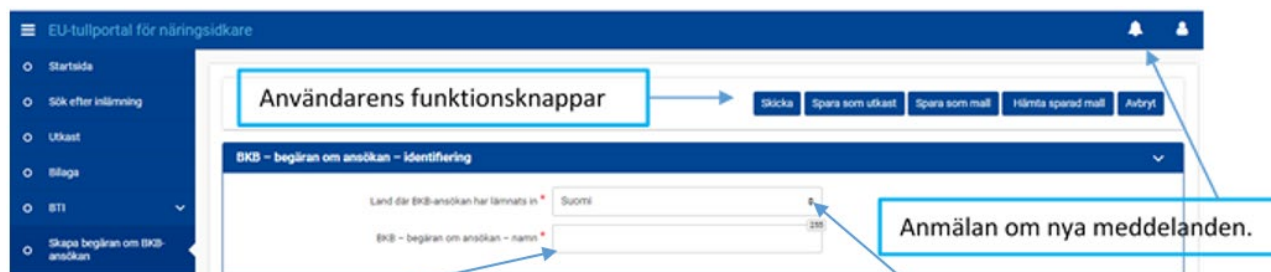 EU-tullportal för näringsidkare
Startsida
Sök efter inlämning
Utkast
Bilaga
BTI
Skapa begäran om BKB-
ansökan
Användarens funktionsknappar
Skicka Spara som utkast Spara som mall Hämta sparad mall Avbryt
BKB – begäran om ansökan – identifiering
Land där BKB-ansökan har lämnats in * Suomi
255
BKB – begäran om ansökan – namn *
Anmälan om nya meddelanden.